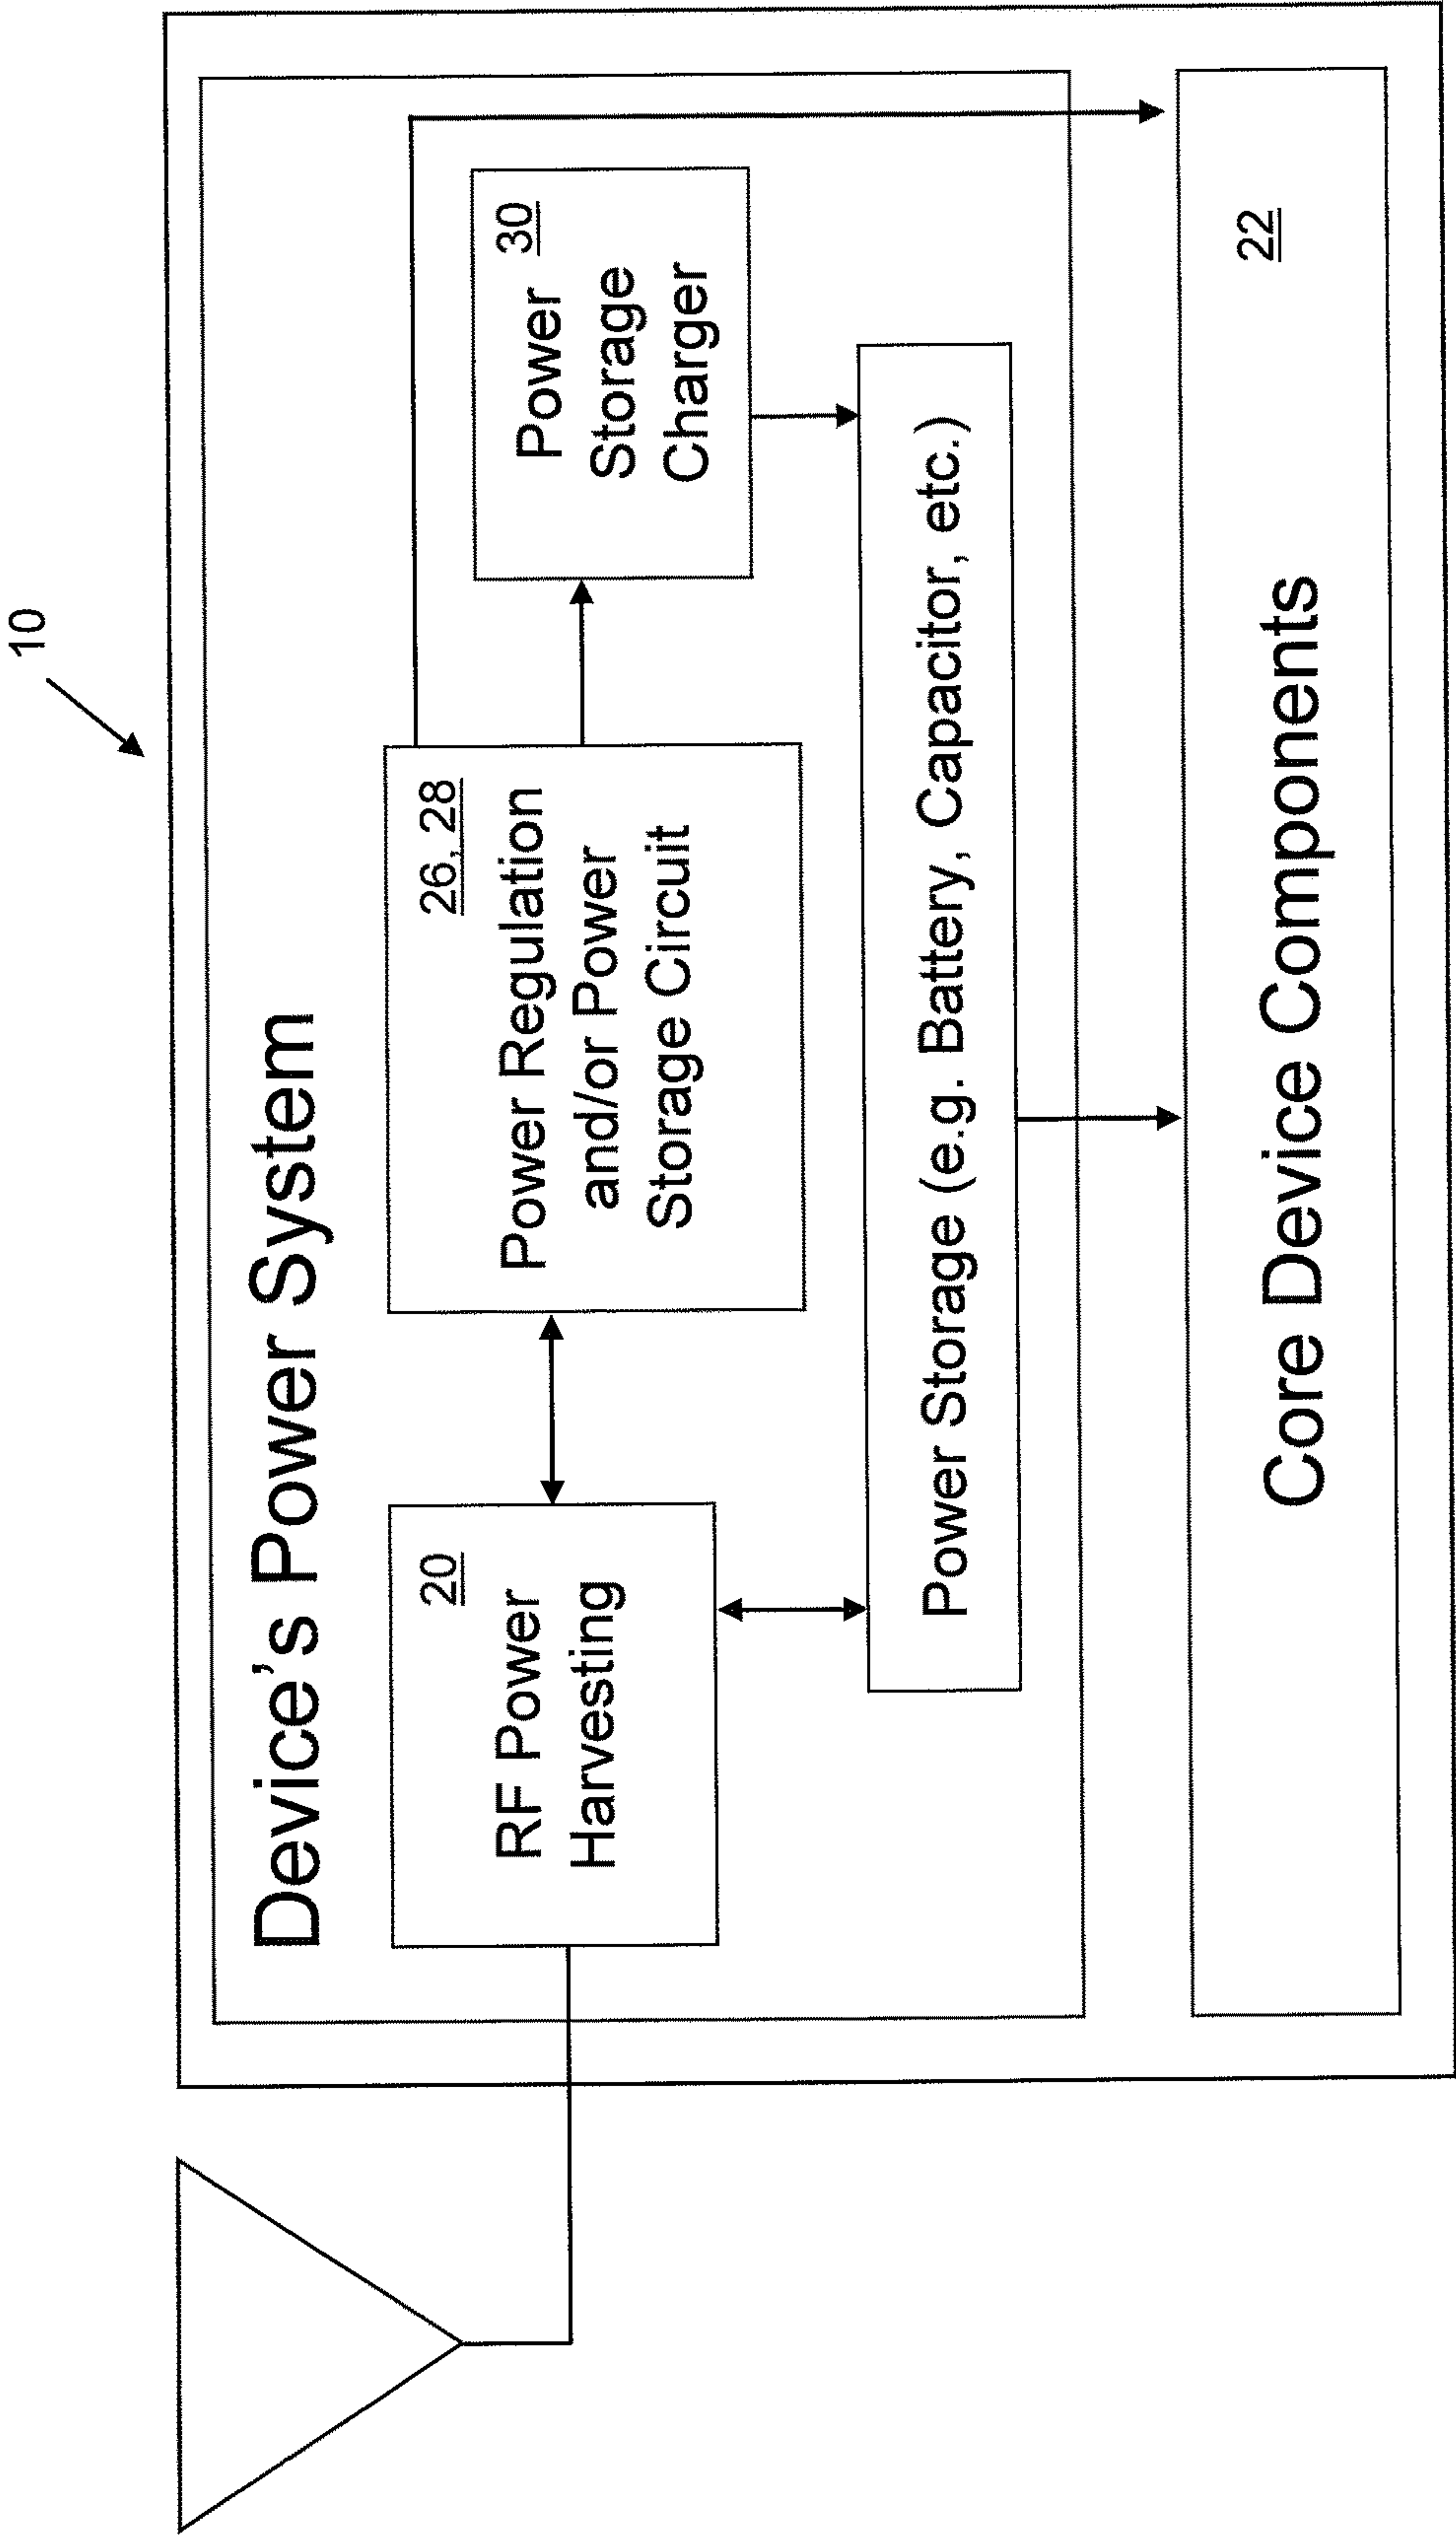 10
Device's Power System
20
RF Power
Harvesting
26, 28
Power Regulation
and/or Power
Storage Circuit
30
Power
Storage
Charger
Power Storage (e.g. Battery, Capacitor, etc.)
22
Core Device Components